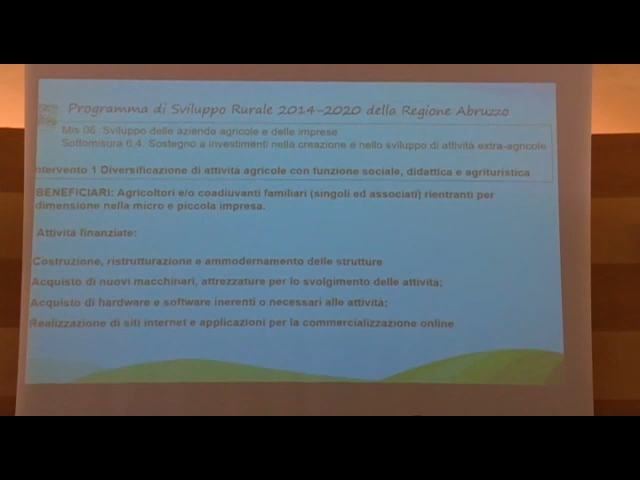 Programma di Sviluppo Rurale 2014-2020 della Regione Abruzzo
Mis 06. Sviluppo delle aziende agricole e delle imprese
Sottomisura 6.4. Sostegno a investimenti nella creazione e nello sviluppo di attività extra-agricole
Intervento 1 Diversificazione di attività agricole con funzione sociale, didattica e agrituristica
BENEFICIARI: Agricoltori e/o coadiuvanti familiari (singoli ed associati) rientranti per
dimensione nella micro e piccola impresa.
Attività finanziate:
Costruzione, ristrutturazione e ammodernamento delle strutture
Acquisto di nuovi macchinari, attrezzature per lo svolgimento delle attività;
Acquisto di hardware e software inerenti o necessari alle attività;
Realizzazione di siti internet e applicazioni per la commercializzazione online